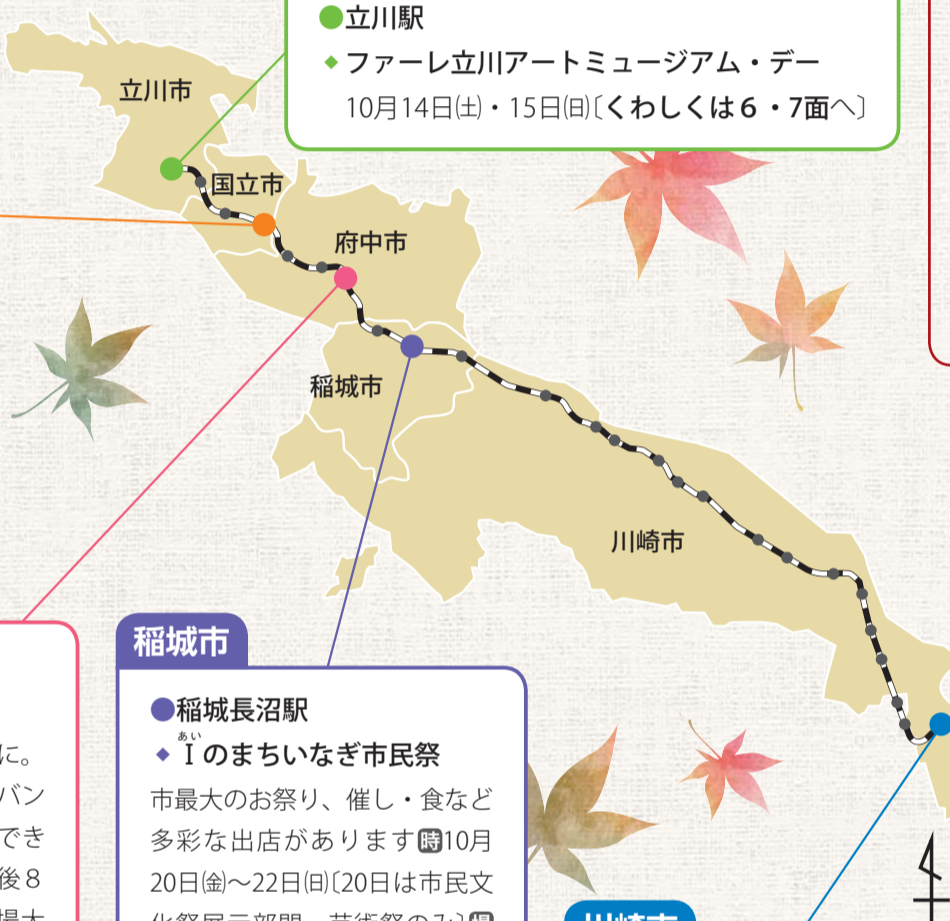 ●立川駅
◆ファーレ立川アートミュージアム・デー
10月14日㈯・15日㈰〔くわしくは6・7面へ〕
立川市
国立市
府中市
稲城市
川崎市
に。
バン
でき
後8
稲城市
●稲城長沼駅
あい
◆Iのまちいなぎ市民祭
市最大のお祭り、催し・食など
多彩な出店があります時10月
20日㈮～22日㈰〔20日は市民文
川崎市